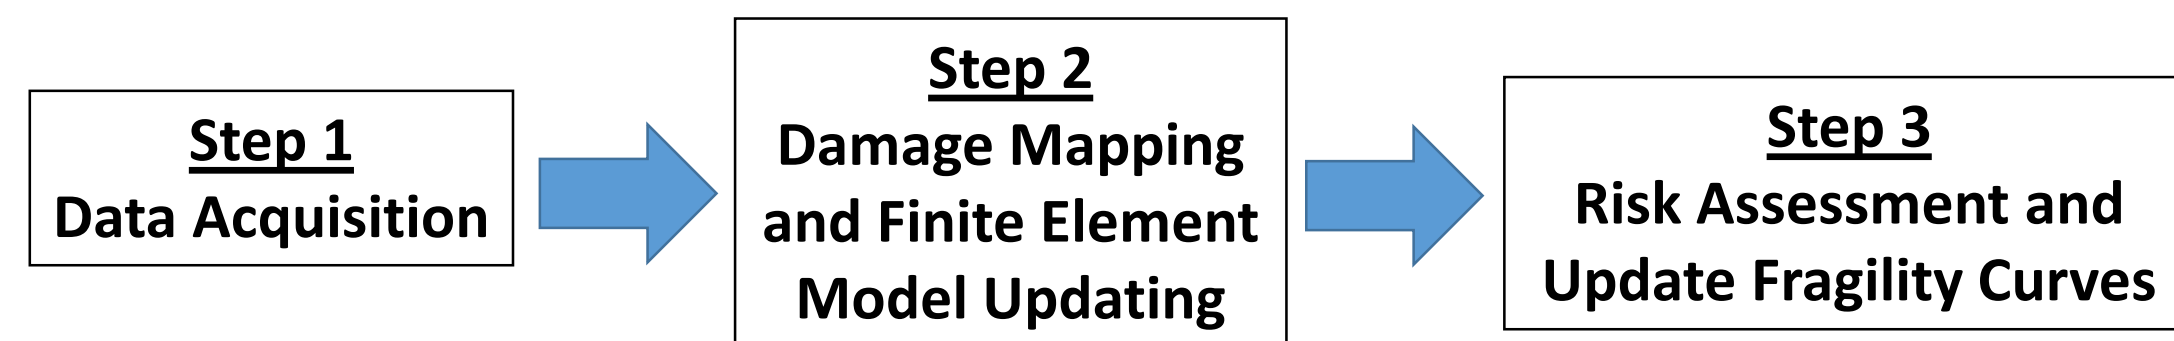 Step 1
Data Acquisition
Step 2
Damage Mapping
and Finite Element
Model Updating
Step 3
Risk Assessment and
Update Fragility Curves